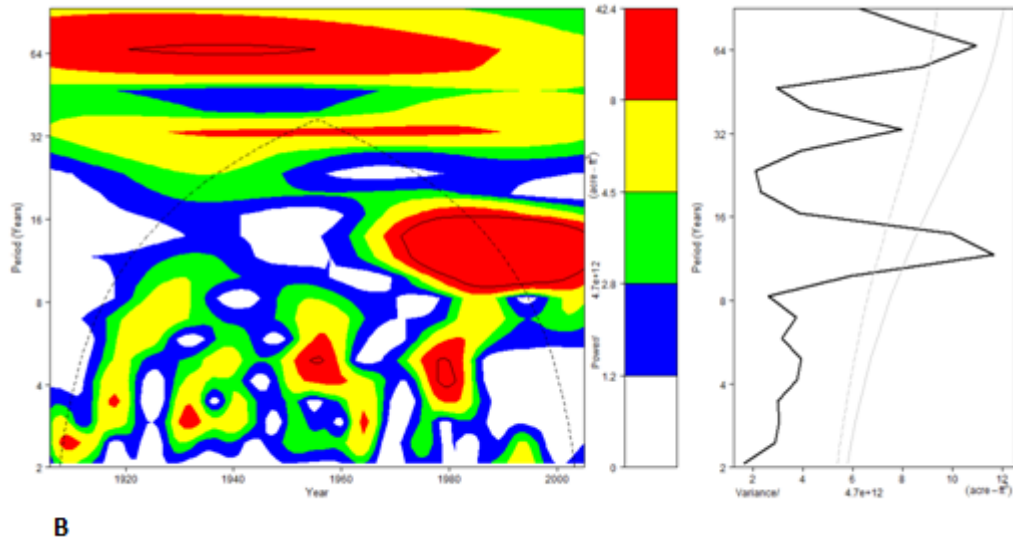 64
32
16
8
4
2
Period (Years)
1920
1940
1960
1980
2000
Year
42.4
8
4.5
2.8
1.2
0
Power/
4.7e+12
(acre-ft²)
64
32
16
8
4
2
Period (Years)
2
4
6
8
10
12
Variance/
4.7e+12
(acre-ft²)
B